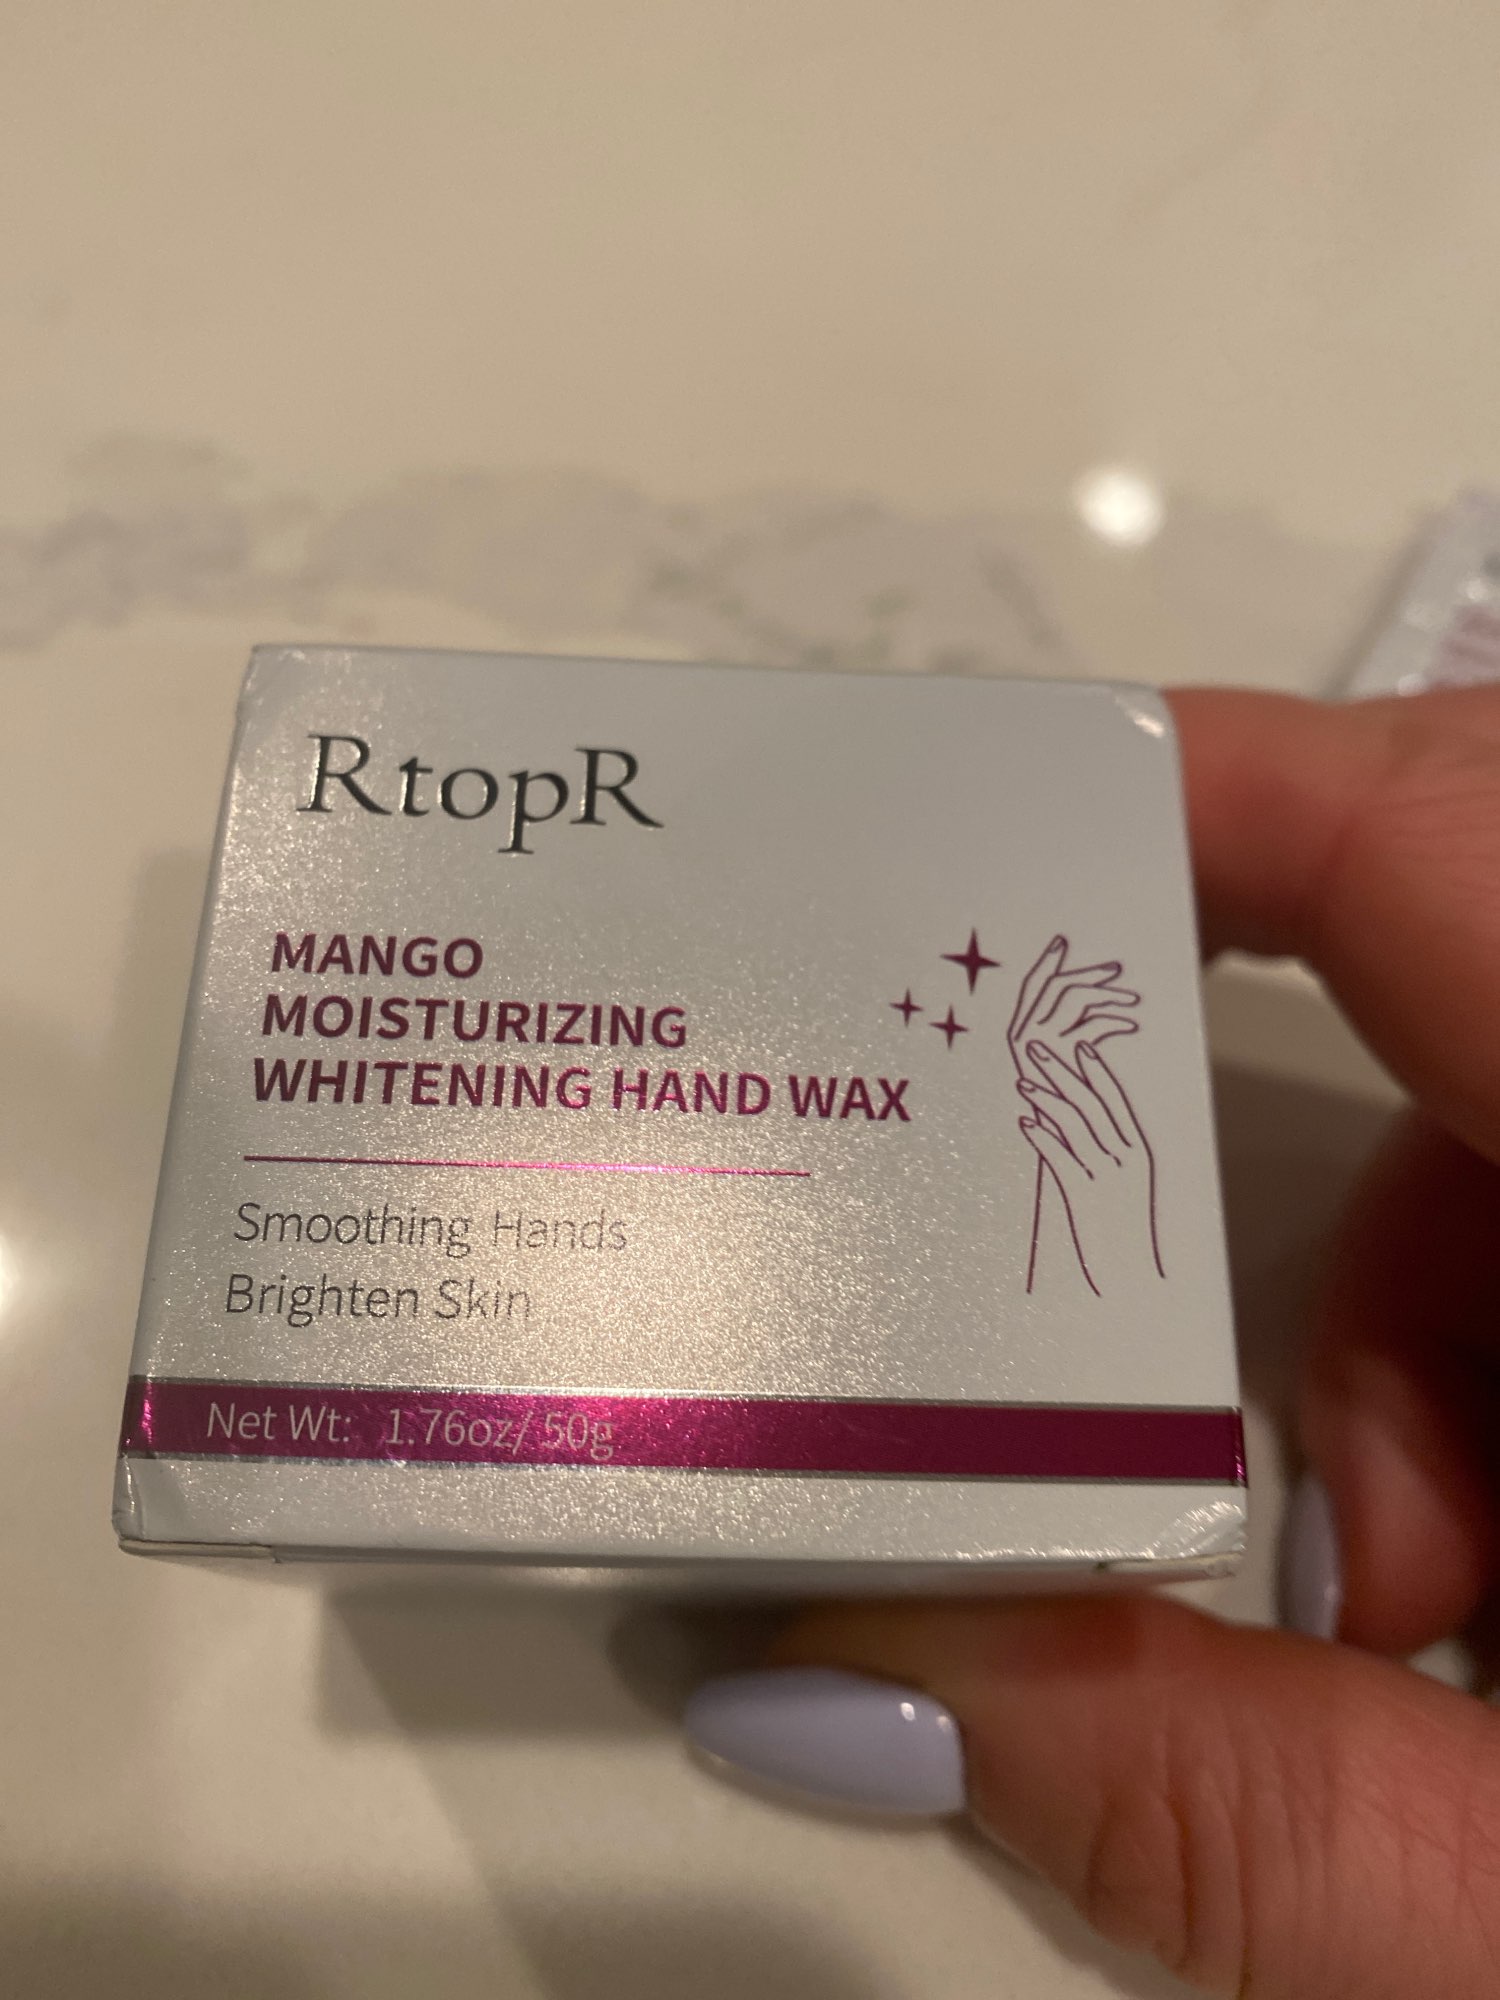 RtopR
MANGO
MOISTURIZING
WHITENING HAND WAX
Smoothing Hands
Brighten Skin
Net Wt: 1.76oz/ 50g